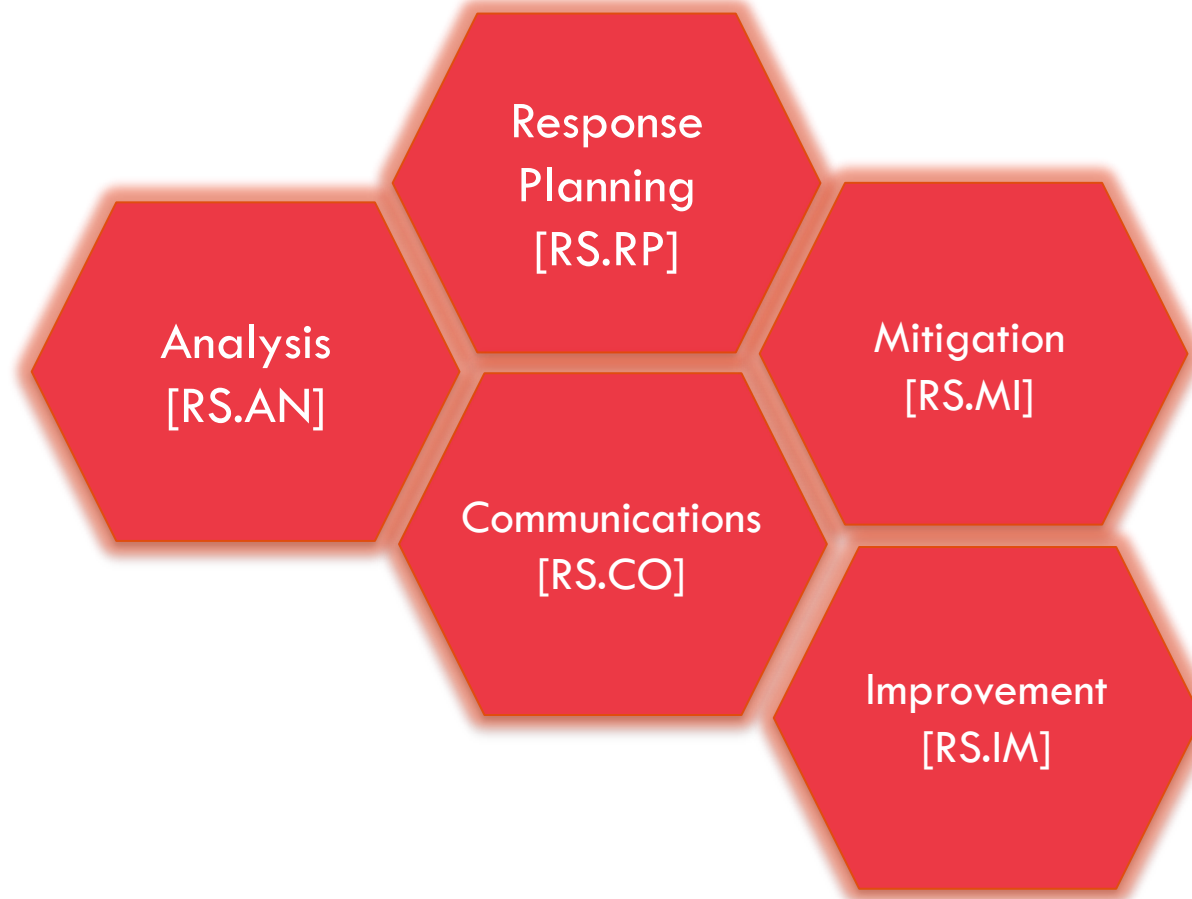 Response
Planning
[RS.RP]
Analysis
[RS.AN]
Mitigation
[RS.MI]
Communications
[RS.CO]
Improvement
[RS.IM]